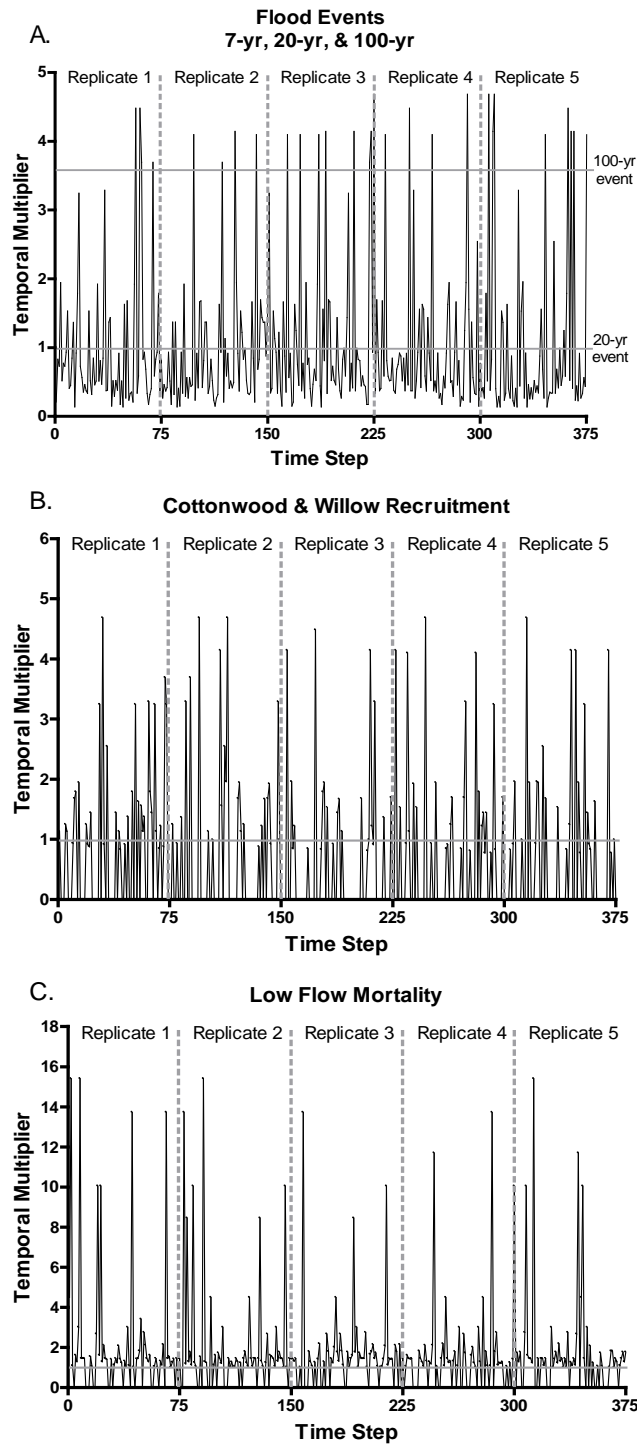 A.
Flood Events
7-yr, 20-yr, & 100-yr
Replicate 1 Replicate 2 Replicate 3 Replicate 4 Replicate 5
5
4
3
2
1
0
Temporal Multiplier
100-yr
event
20-yr
event
0 75 150 225 300 375
Time Step
B.
Cottonwood & Willow Recruitment
Replicate 1 Replicate 2 Replicate 3 Replicate 4 Replicate 5
6
5
4
3
2
1
0
Temporal Multiplier
0 75 150 225 300 375
Time Step
C.
Low Flow Mortality
Replicate 1 Replicate 2 Replicate 3 Replicate 4 Replicate 5
18
16
14
12
10
8
6
4
2
0
Temporal Multiplier
0 75 150 225 300 375
Time Step